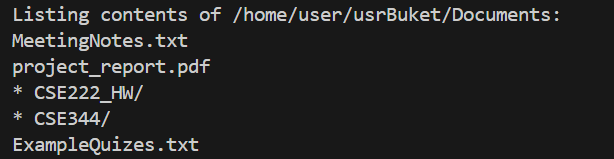 Listing contents of /home/user/usrBuket/Documents:
MeetingNotes.txt
project_report.pdf
* CSE222_HW/
* CSE344/
ExampleQuizes.txt